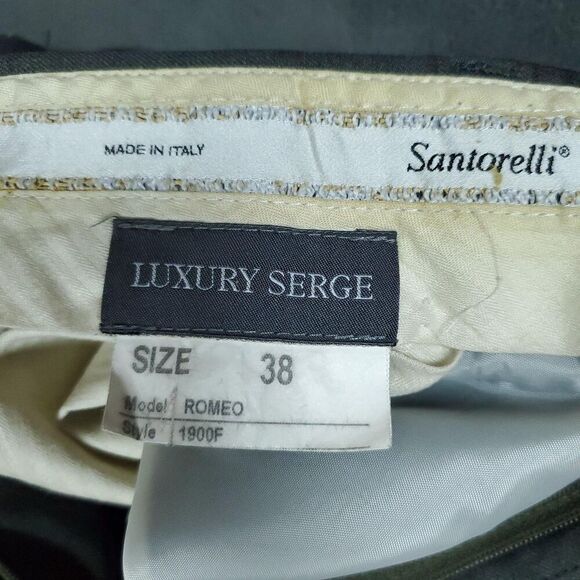 MADE IN ITALY
Santorelli®
LUXURY SERGE
SIZE 38
Model ROMEO
Style 1900F